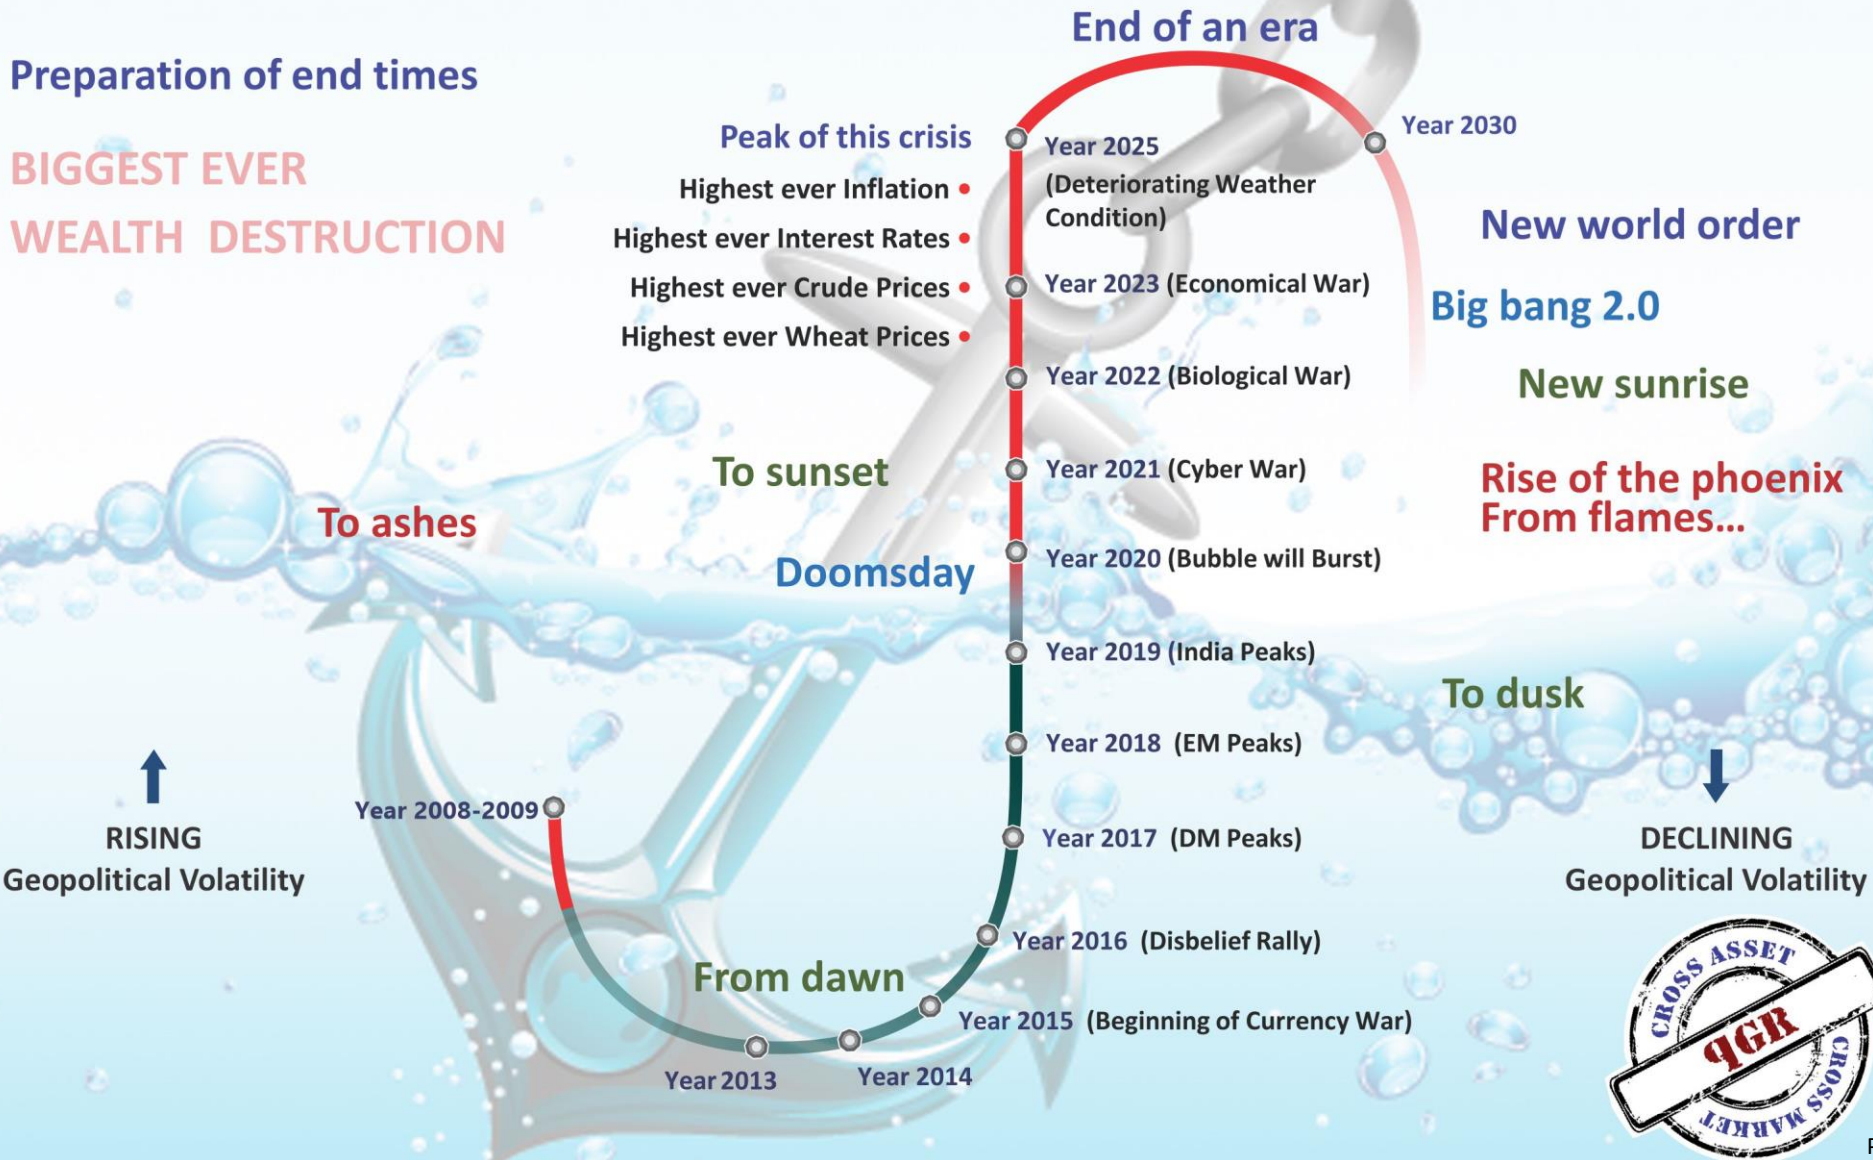 End of an era
Preparation of end times
BIGGEST EVER
WEALTH DESTRUCTION
Peak of this crisis
Highest ever Inflation •
Highest ever Interest Rates •
Highest ever Crude Prices •
Highest ever Wheat Prices •
Year 2025
(Deteriorating Weather
Condition)
Year 2030
Year 2023 (Economical War)
Year 2022 (Biological War)
Year 2021 (Cyber War)
Year 2020 (Bubble will Burst)
New world order
Big bang 2.0
New sunrise
Rise of the phoenix
From flames...
To sunset
To ashes
Doomsday
Year 2019 (India Peaks)
To dusk
Year 2018 (EM Peaks)
Year 2008-2009
Year 2017 (DM Peaks)
RISING
Geopolitical Volatility
DECLINING
Geopolitical Volatility
Year 2016 (Disbelief Rally)
From dawn
Year 2015 (Beginning of Currency War)
Year 2013
Year 2014
CROSS ASSET
qGR
CROSS MARKET